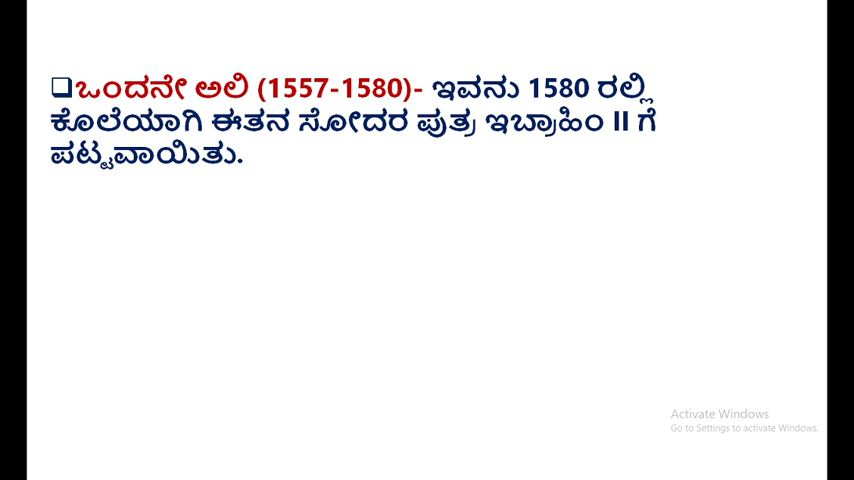 ❑ಒಂದನೇ ಅಲಿ (1557-1580)- ಇವನು 1580 ರಲ್ಲಿ
ಕೊಲೆಯಾಗಿ ಈತನ ಸೋದರ ಪುತ್ರ ಇಬ್ರಾಹಿಂ II ಗೆ
ಪಟ್ಟವಾಯಿತು.
Activate Windows
Go to Settings to activate Windows.